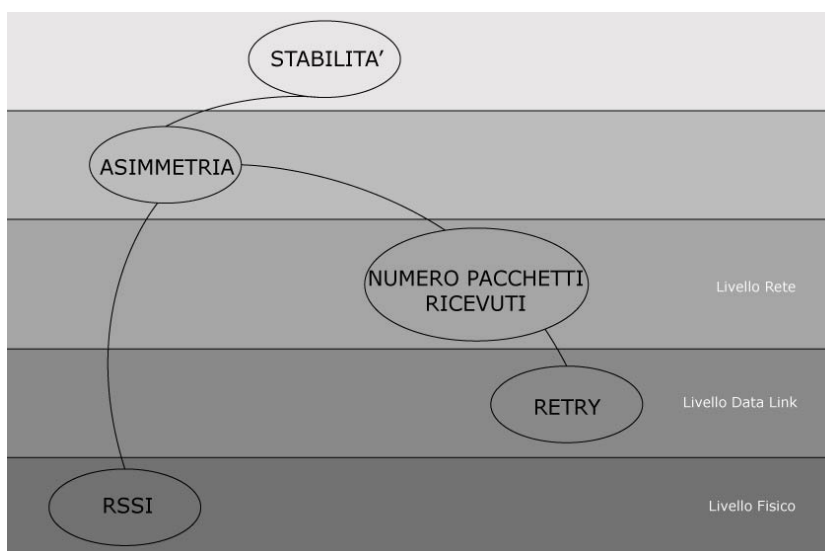 STABILITA’
ASIMMETRIA
NUMERO PACCHETTI
RICEVUTI
Livello Rete
RETRY
Livello Data Link
RSSI
Livello Fisico